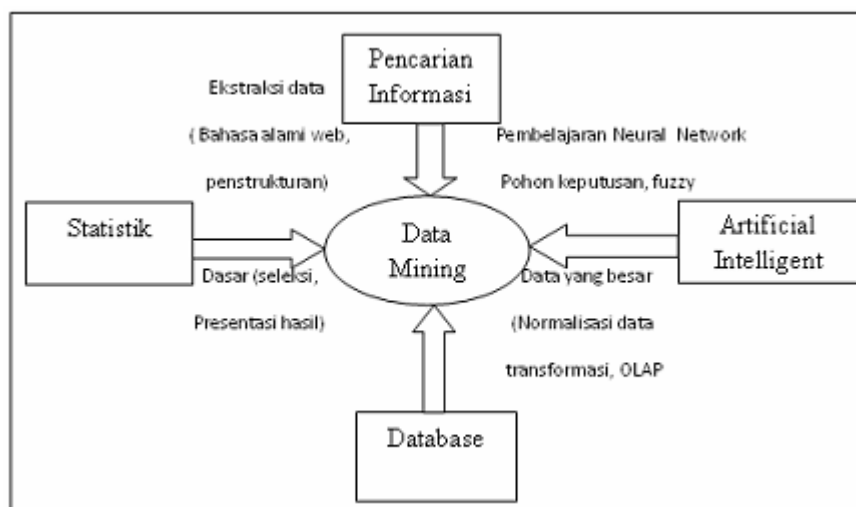 Pencarian
Informasi
Ekstraksi data
( Bahasa alami web,
penstrukturan)
Pembelajaran Neural Network
Pohon keputusan, fuzzy
Statistik
Data
Mining
Artificial
Intelligent
Dasar (seleksi,
Presentasi hasil)
Data yang besar
(Normalisasi data
transformasi, OLAP
Database